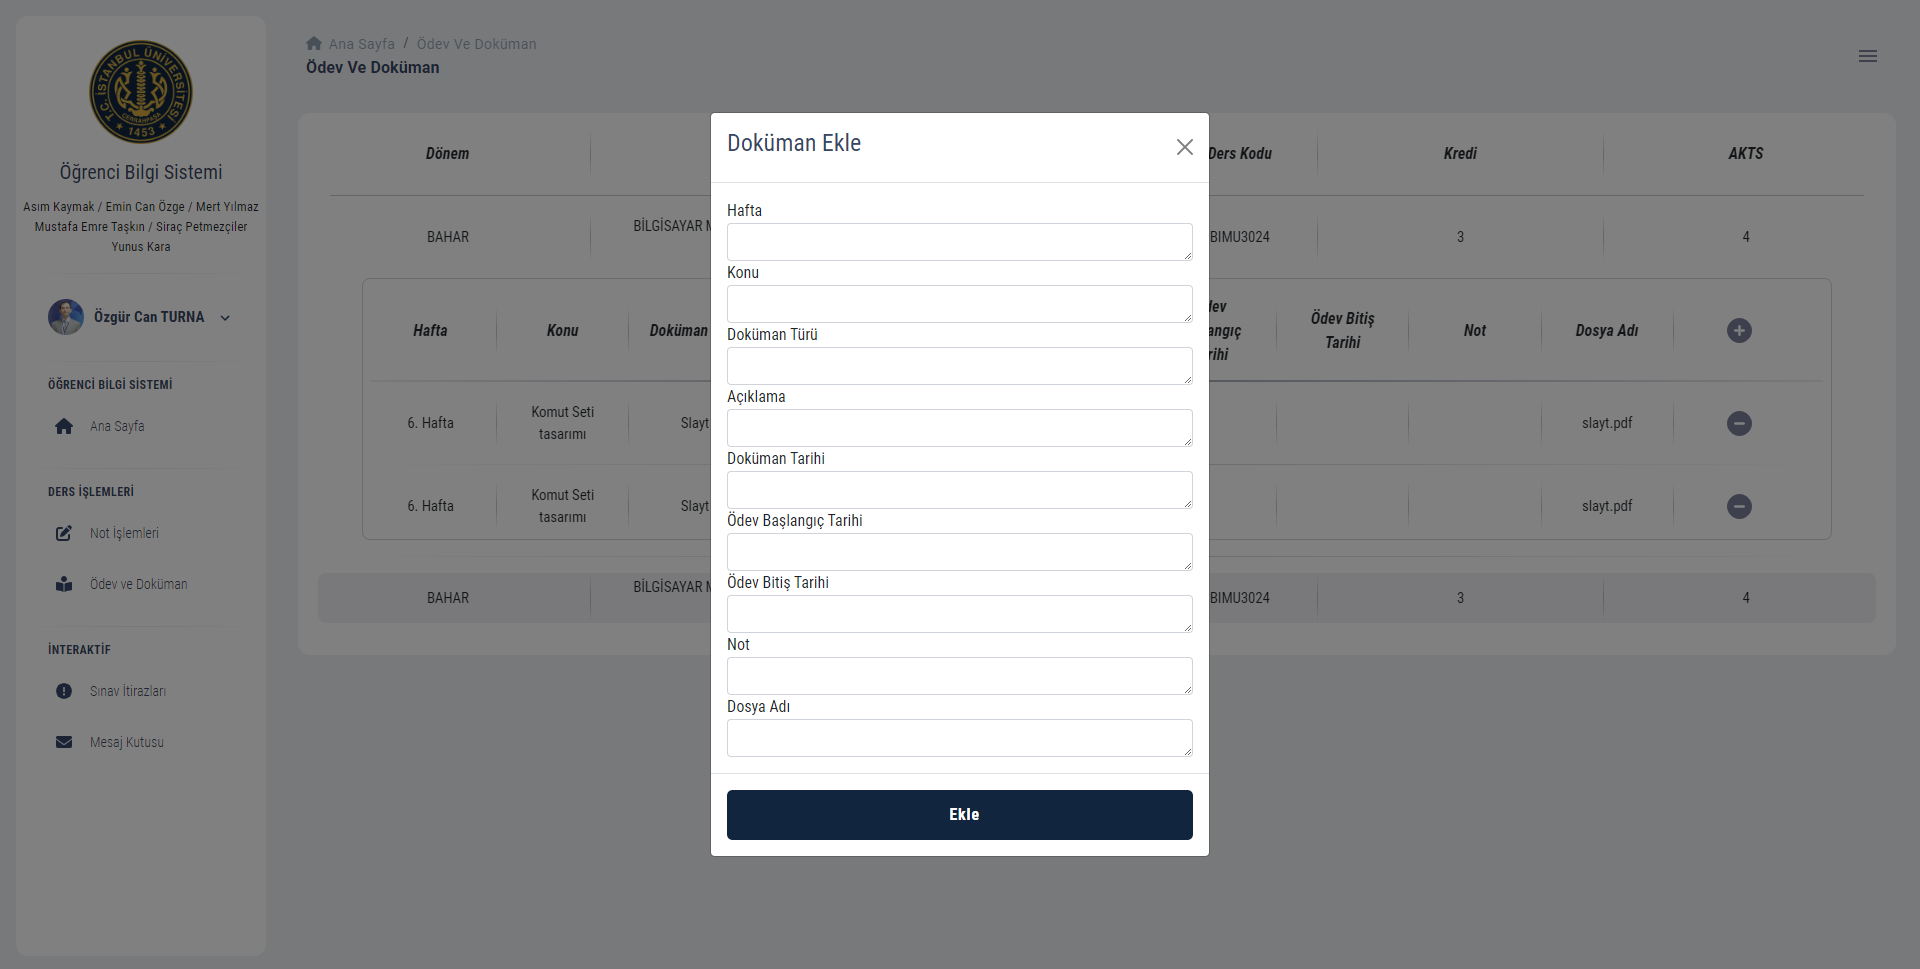 T.C. İSTANBUL ÜNİVERSİTESİ
CERRAHPAŞA
1453
Öğrenci Bilgi Sistemi
Asım Kaymak / Emin Can Özge / Mert Yılmaz
Mustafa Emre Taşkın / Siraç Petmezçiler
Yunus Kara
Özgür Can TURNA
ÖĞRENCİ BİLGİ SİSTEMİ
Ana Sayfa
DERS İŞLEMLERİ
Not İşlemleri
Ödev ve Doküman
İNTERAKTİF
Sınav İtirazları
Mesaj Kutusu
Ana Sayfa / Ödev Ve Doküman
Ödev Ve Doküman
Dönem Ders Kodu Kredi AKTS
BAHAR BİLGİSAYAR M BIMU3024 3 4
Hafta Konu Doküman dev angıç rihi Ödev Bitiş Tarihi Not Dosya Adı
6. Hafta Komut Seti tasarımı Slayt slayt.pdf
6. Hafta Komut Seti tasarımı Slayt slayt.pdf
BAHAR BİLGİSAYAR M BIMU3024 3 4
Doküman Ekle
Hafta
Konu
Doküman Türü
Açıklama
Doküman Tarihi
Ödev Başlangıç Tarihi
Ödev Bitiş Tarihi
Not
Dosya Adı
Ekle